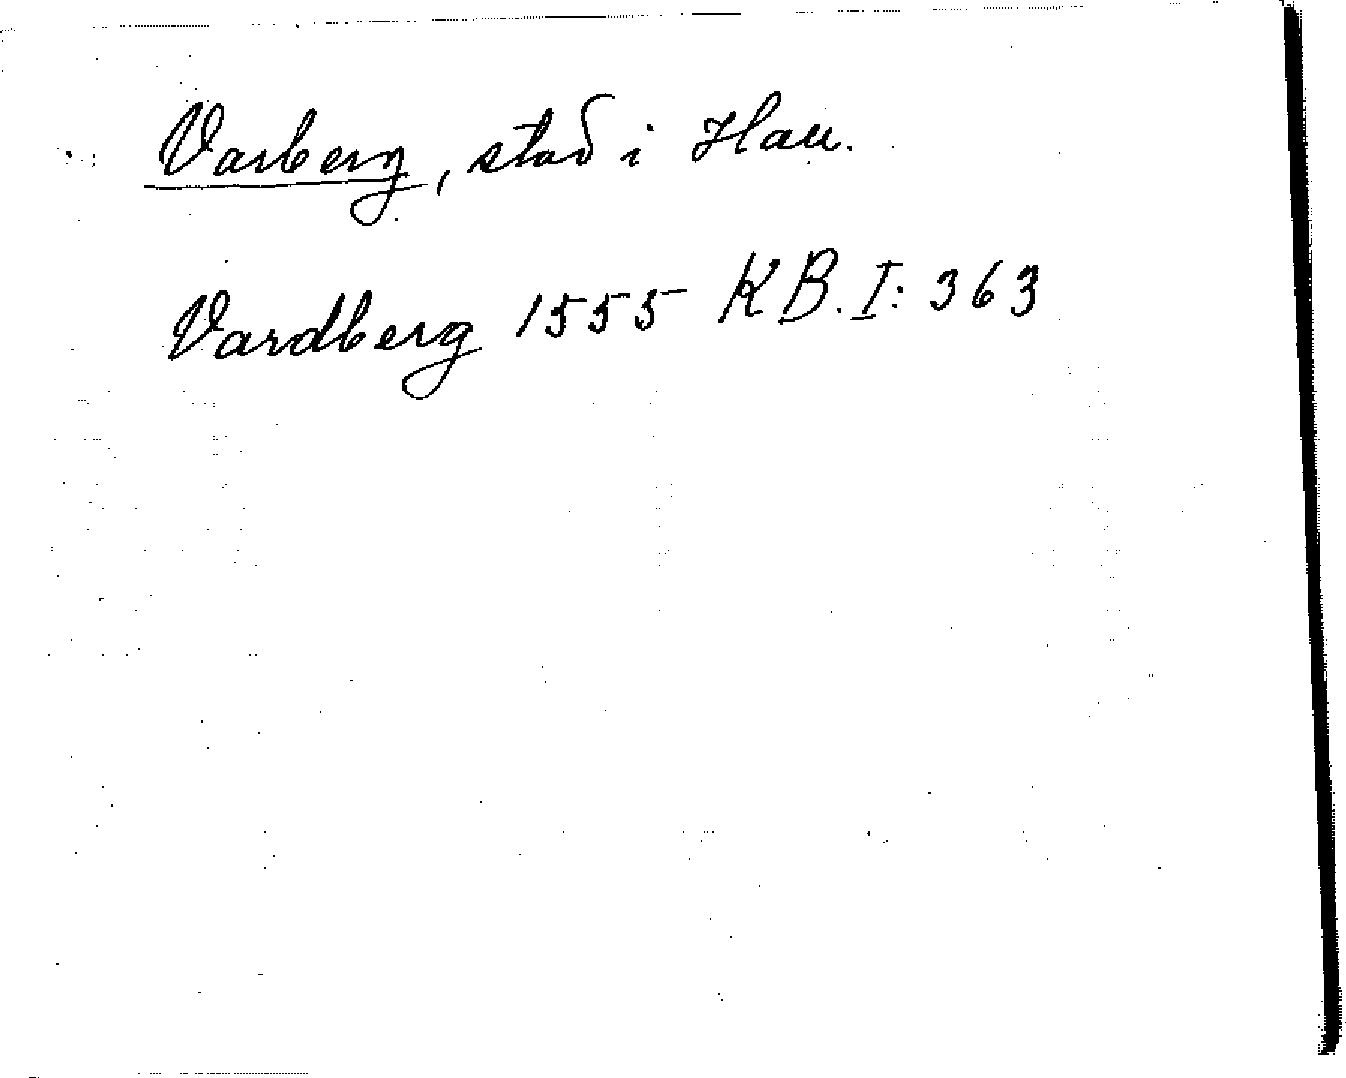 Varberg, stad i Hall.
Vardberg 1555 KB. I: 363